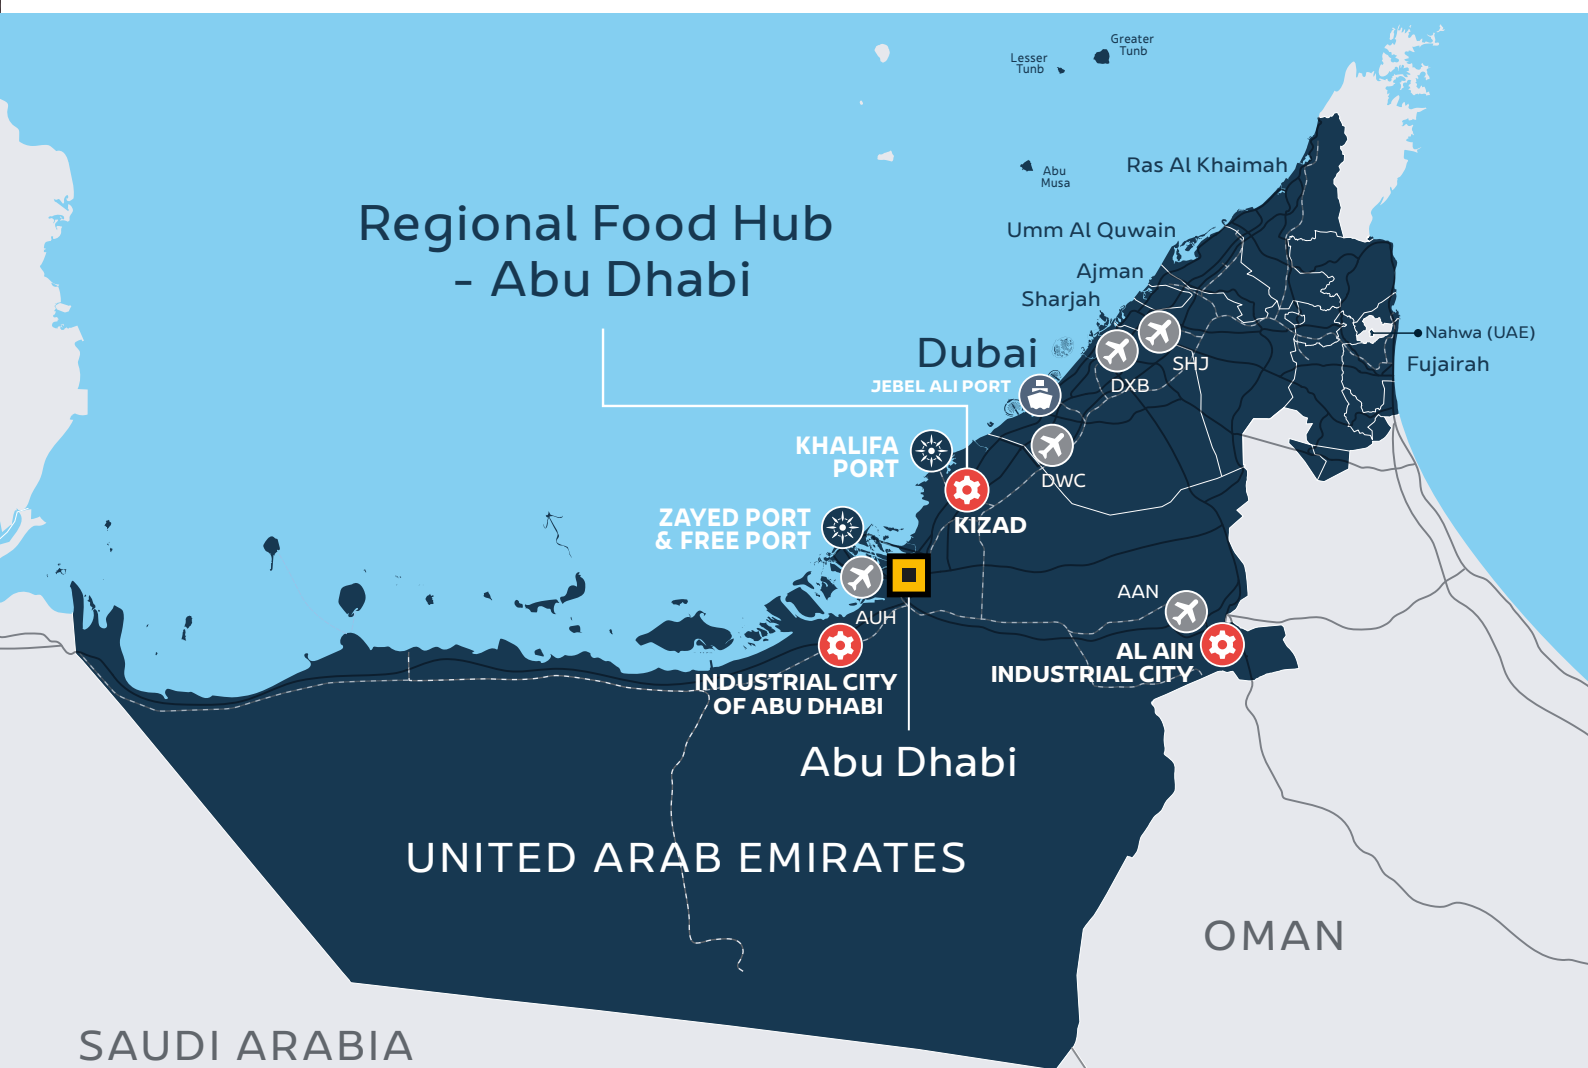 Greater
Tunb
Lesser
Tunb
Abu
Musa
Ras Al Khaimah
Regional Food Hub
- Abu Dhabi
Umm Al Quwain
Ajman
Sharjah
Nahwa (UAE)
Fujairah
Dubai
SHJ
DXB
JEBEL ALI PORT
KHALIFA
PORT
DWC
KIZAD
ZAYED PORT
& FREE PORT
AAN
AUH
AL AIN
INDUSTRIAL CITY
INDUSTRIAL CITY
OF ABU DHABI
Abu Dhabi
UNITED ARAB EMIRATES
OMAN
SAUDI ARABIA